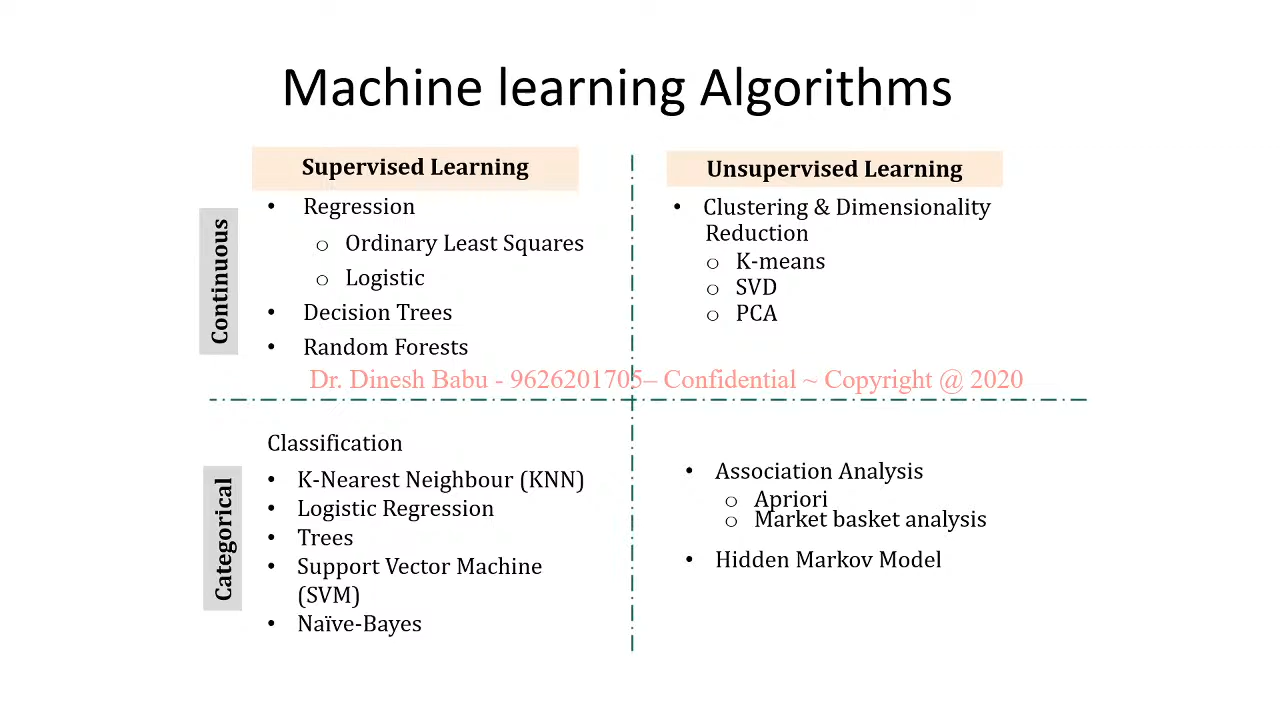 Machine learning Algorithms
Supervised Learning
Unsupervised Learning
Continuous
• Regression
o Ordinary Least Squares
o Logistic
• Decision Trees
• Random Forests
• Clustering & Dimensionality
Reduction
o K-means
o SVD
o PCA
Dr. Dinesh Babu - 9626201705– Confidential ~ Copyright @ 2020
Categorical
Classification
• K-Nearest Neighbour (KNN)
• Logistic Regression
• Trees
• Support Vector Machine
(SVM)
• Naïve-Bayes
• Association Analysis
o Apriori
o Market basket analysis
• Hidden Markov Model